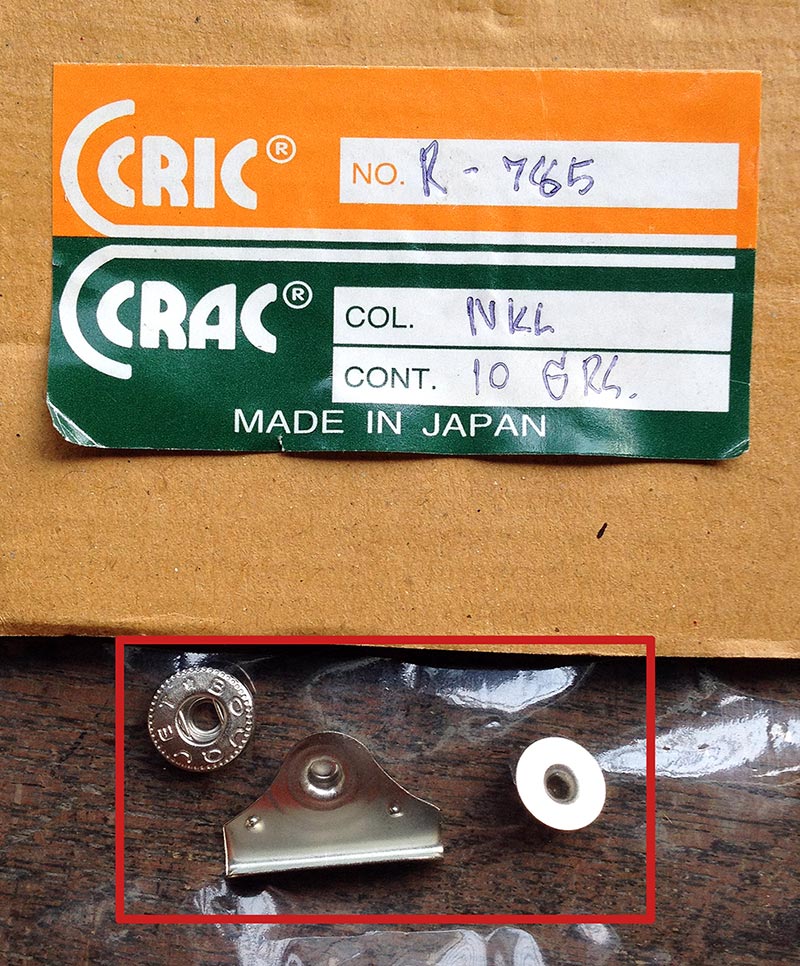 CRIC®
NO. R - 765
CRAC®
COL. NKL
CONT. 10 GRS.
MADE IN JAPAN